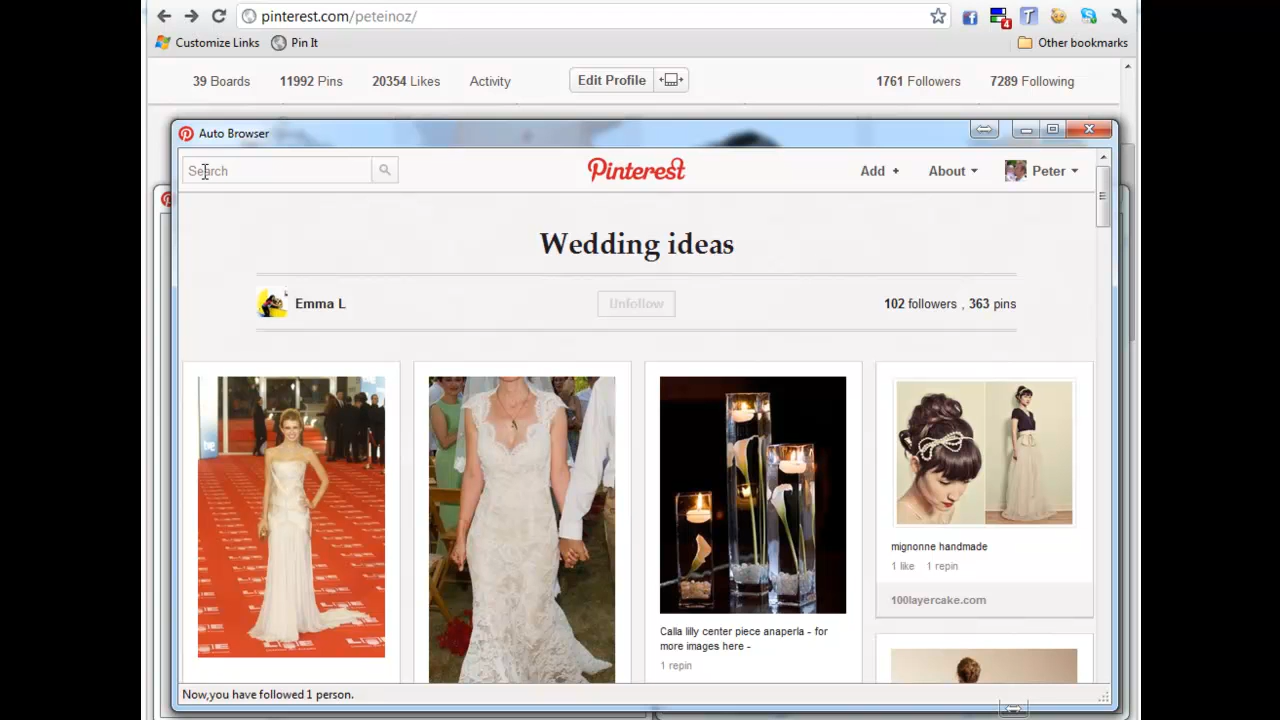 pinterest.com/peteinoz/
4
Customize Links Pin It Other bookmarks
39 Boards 11992 Pins 20354 Likes Activity Edit Profile 1761 Followers 7289 Following
Auto Browser
Search Pinterest Add + About Peter
Wedding ideas
Emma L Unfollow 102 followers , 363 pins
mignonne handmade
1 like 1 repin
100layercake.com
Calla lilly center piece anaperla - for
more images here -
1 repin
Now,you have followed 1 person.